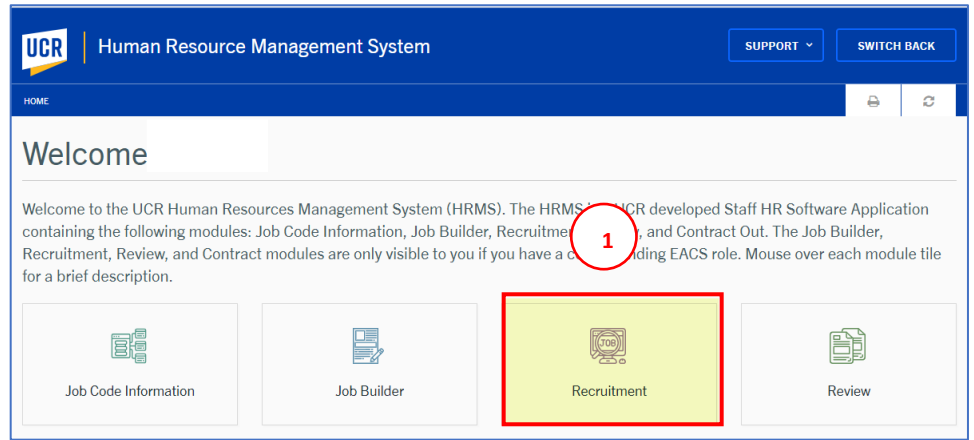 UCR Human Resource Management System
SUPPORT
SWITCH BACK
HOME
Welcome
Welcome to the UCR Human Resources Management System (HRMS). The HRMS UCR developed Staff HR Software Application
containing the following modules: Job Code Information, Job Builder, and Contract Out. The Job Builder,
Recruitment, Review, and Contract modules are only visible to you if you have a EACS role. Mouse over each module tile
for a brief description.
1
JOB
Job Code Information
Job Builder
Recruitment
Review